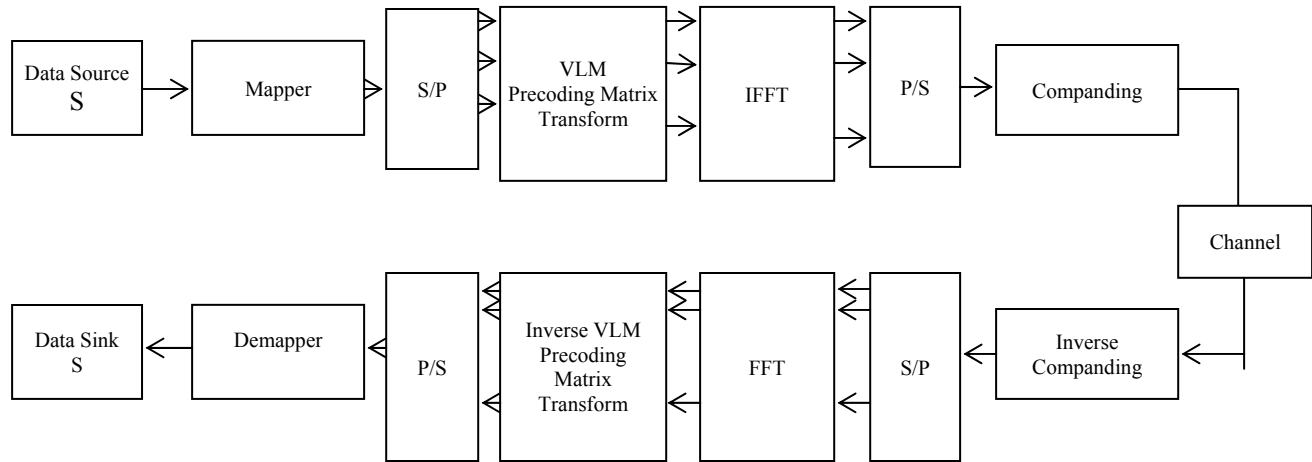 Data Source
S
Mapper
S/P
VLM
Precoding Matrix
Transform
IFFT
P/S
Companding
Channel
Data Sink
S
Demapper
P/S
Inverse VLM
Precoding
Matrix
Transform
FFT
S/P
Inverse
Companding